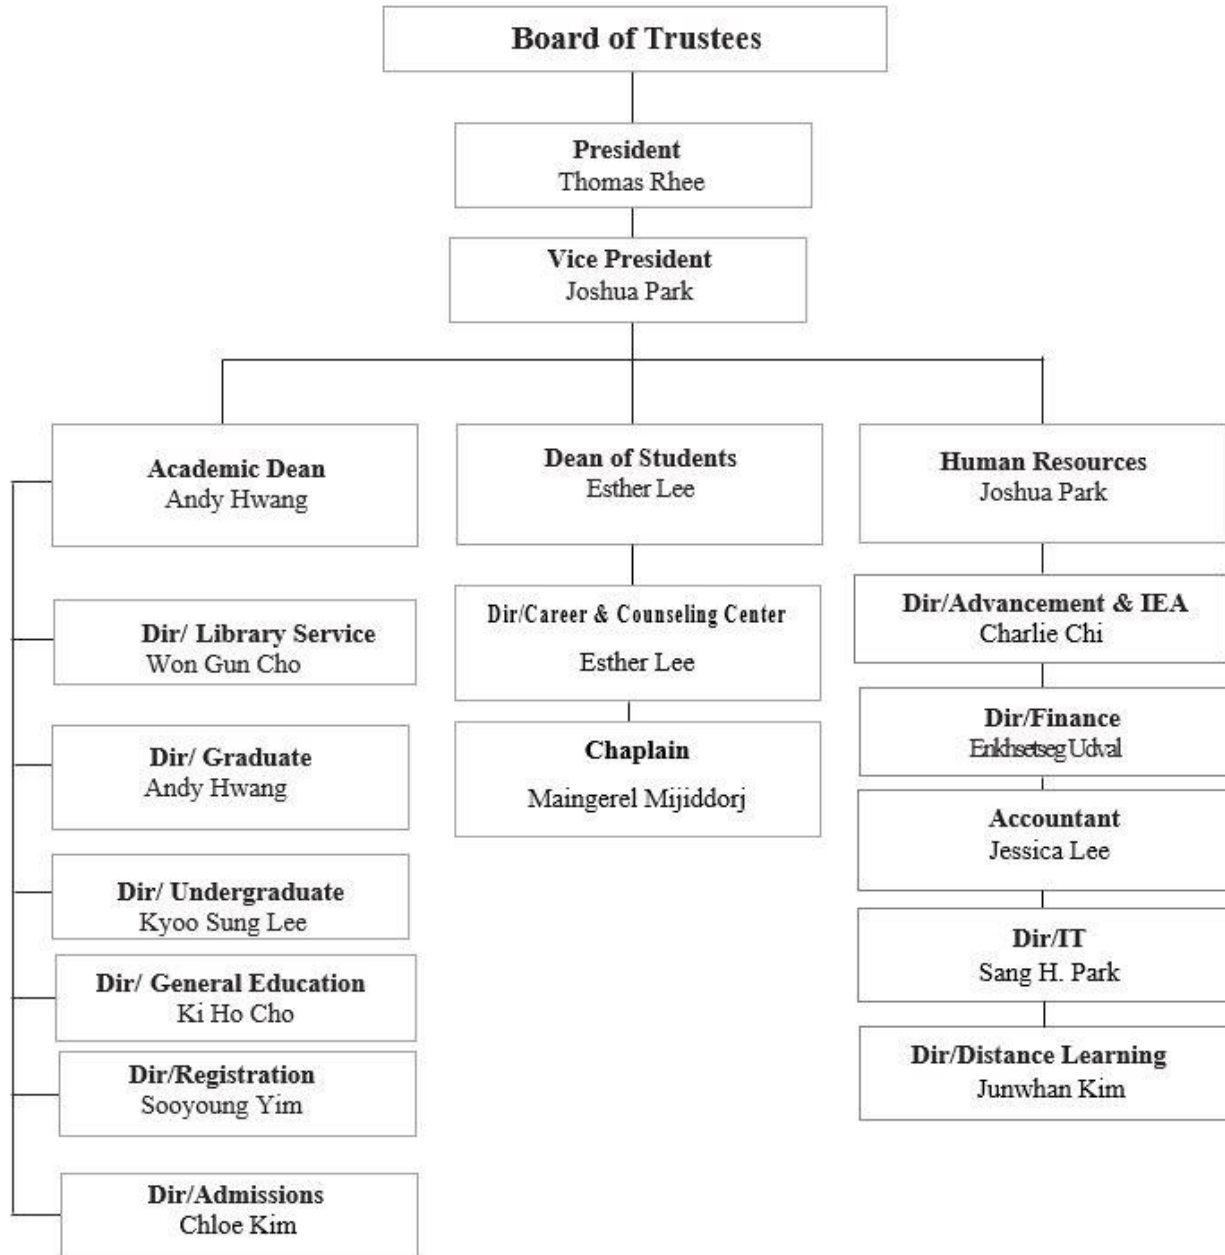 Board of Trustees
President
Thomas Rhee
Vice President
Joshua Park
Academic Dean
Andy Hwang
Dir/ Library Service
Won Gun Cho
Dir/ Graduate
Andy Hwang
Dir/ Undergraduate
Kyoo Sung Lee
Dir/ General Education
Ki Ho Cho
Dir/Registration
Sooyoung Yim
Dir/Admissions
Chloe Kim
Dean of Students
Esther Lee
Dir/Career & Counseling Center
Esther Lee
Chaplain
Maingerel Mijiddorj
Human Resources
Joshua Park
Dir/Advancement & IEA
Charlie Chi
Dir/Finance
Enkhsetseg Udval
Accountant
Jessica Lee
Dir/IT
Sang H. Park
Dir/Distance Learning
Junwhan Kim